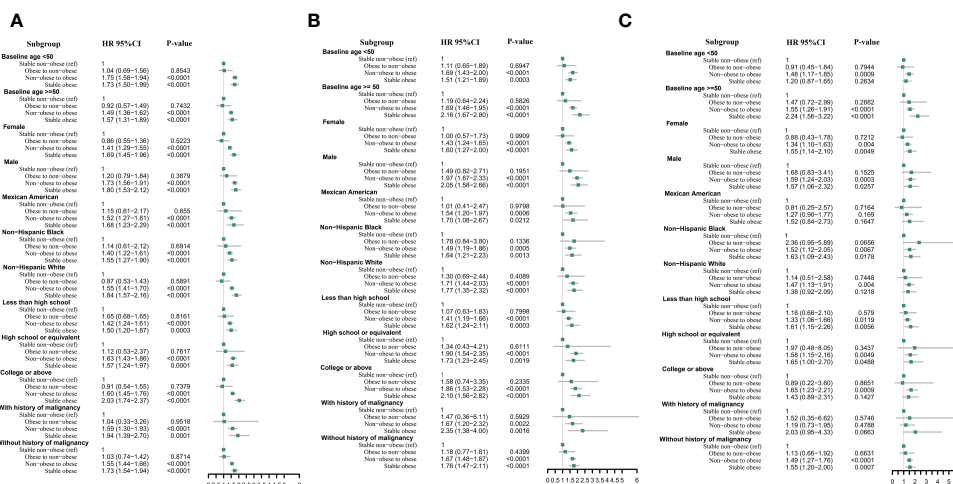 A
Subgroup HR 95%CI P-value
Baseline age <50
Stable non-obese (ref) 1
Obese to non-obese 1.04 (0.69-1.56) 0.8543
Non-obese to obese 1.75 (1.58-1.94) <0.0001
Stable obese 1.73 (1.50-1.99) <0.0001
Baseline age >=50
Stable non-obese (ref) 1
Obese to non-obese 0.92 (0.57-1.49) 0.7432
Non-obese to obese 1.49 (1.36-1.62) <0.0001
Stable obese 1.57 (1.31-1.89) <0.0001
Female
Stable non-obese (ref) 1
Obese to non-obese 0.86 (0.55-1.36) 0.5223
Non-obese to obese 1.41 (1.29-1.55) <0.0001
Stable obese 1.69 (1.45-1.96) <0.0001
Male
Stable non-obese (ref) 1
Obese to non-obese 1.20 (0.79-1.84) 0.3879
Non-obese to obese 1.73 (1.56-1.91) <0.0001
Stable obese 1.80 (1.53-2.12) <0.0001
Mexican American
Stable non-obese (ref) 1
Obese to non-obese 1.15 (0.61-2.17) 0.655
Non-obese to obese 1.52 (1.27-1.81) <0.0001
Stable obese 1.68 (1.23-2.29) <0.0001
Non-Hispanic Black
Stable non-obese (ref) 1
Obese to non-obese 1.14 (0.61-2.12) 0.6914
Non-obese to obese 1.40 (1.22-1.61) <0.0001
Stable obese 1.55 (1.27-1.90) <0.0001
Non-Hispanic White
Stable non-obese (ref) 1
Obese to non-obese 0.87 (0.53-1.43) 0.5891
Non-obese to obese 1.55 (1.41-1.70) <0.0001
Stable obese 1.84 (1.57-2.16) <0.0001
Less than high school
Stable non-obese (ref) 1
Obese to non-obese 1.05 (0.68-1.65) 0.8161
Non-obese to obese 1.42 (1.24-1.61) <0.0001
Stable obese 1.50 (1.20-1.87) 0.0003
High school or equivalent
Stable non-obese (ref) 1
Obese to non-obese 1.12 (0.53-2.37) 0.7617
Non-obese to obese 1.63 (1.43-1.86) <0.0001
Stable obese 1.57 (1.24-1.97) <0.0001
College or above
Stable non-obese (ref) 1
Obese to non-obese 0.91 (0.54-1.55) 0.7379
Non-obese to obese 1.60 (1.45-1.76) <0.0001
Stable obese 2.03 (1.74-2.37) <0.0001
With history of malignancy
Stable non-obese (ref) 1
Obese to non-obese 1.04 (0.33-3.26) 0.9518
Non-obese to obese 1.59 (1.30-1.93) <0.0001
Stable obese 1.94 (1.39-2.70) 0.0001
Without history of malignancy
Stable non-obese (ref) 1
Obese to non-obese 1.03 (0.74-1.42) 0.8714
Non-obese to obese 1.55 (1.44-1.66) <0.0001
Stable obese 1.73 (1.54-1.94) <0.0001
B
Subgroup HR 95%CI P-value
Baseline age <50
Stable non-obese (ref) 1
Obese to non-obese 1.11 (0.65-1.89) 0.6947
Non-obese to obese 1.69 (1.43-2.00) <0.0001
Stable obese 1.51 (1.21-1.89) 0.0003
Baseline age >= 50
Stable non-obese (ref) 1
Obese to non-obese 1.19 (0.64-2.24) 0.5826
Non-obese to obese 1.69 (1.46-1.95) <0.0001
Stable obese 2.16 (1.67-2.80) <0.0001
Female
Stable non-obese (ref) 1
Obese to non-obese 1.00 (0.57-1.73) 0.9909
Non-obese to obese 1.43 (1.24-1.65) <0.0001
Stable obese 1.60 (1.27-2.00) <0.0001
Male
Stable non-obese (ref) 1
Obese to non-obese 1.49 (0.82-2.71) 0.1951
Non-obese to obese 1.97 (1.67-2.33) <0.0001
Stable obese 2.05 (1.58-2.66) <0.0001
Mexican American
Stable non-obese (ref) 1
Obese to non-obese 1.01 (0.41-2.47) 0.9798
Non-obese to obese 1.54 (1.20-1.97) 0.0006
Stable obese 1.70 (1.08-2.67) 0.0212
Non-Hispanic Black
Stable non-obese (ref) 1
Obese to non-obese 1.78 (0.84-3.80) 0.1336
Non-obese to obese 1.49 (1.19-1.86) 0.0005
Stable obese 1.64 (1.21-2.23) 0.0013
Non-Hispanic White
Stable non-obese (ref) 1
Obese to non-obese 1.30 (0.69-2.44) 0.4089
Non-obese to obese 1.71 (1.44-2.03) <0.0001
Stable obese 1.77 (1.35-2.32) <0.0001
Less than high school
Stable non-obese (ref) 1
Obese to non-obese 1.07 (0.63-1.83) 0.7998
Non-obese to obese 1.41 (1.19-1.66) <0.0001
Stable obese 1.62 (1.24-2.11) 0.0003
High school or equivalent
Stable non-obese (ref) 1
Obese to non-obese 1.34 (0.43-4.21) 0.6111
Non-obese to obese 1.90 (1.54-2.35) <0.0001
Stable obese 1.73 (1.23-2.45) 0.0019
College or above
Stable non-obese (ref) 1
Obese to non-obese 1.58 (0.74-3.35) 0.2335
Non-obese to obese 1.86 (1.53-2.28) <0.0001
Stable obese 2.10 (1.56-2.82) <0.0001
With history of malignancy
Stable non-obese (ref) 1
Obese to non-obese 1.47 (0.36-6.11) 0.5929
Non-obese to obese 1.67 (1.20-2.32) 0.0022
Stable obese 2.35 (1.38-4.00) 0.0016
Without history of malignancy
Stable non-obese (ref) 1
Obese to non-obese 1.18 (0.77-1.81) 0.4399
Non-obese to obese 1.67 (1.48-1.87) <0.0001
Stable obese 1.76 (1.47-2.11) <0.0001
0 0.5 1 1.5 2 2.5 3 3.5 4 4.5 6
C
Subgroup HR 95%CI P-value
Baseline age <50
Stable non-obese (ref) 1
Obese to non-obese 0.91 (0.45-1.84) 0.7944
Non-obese to obese 1.48 (1.17-1.85) 0.0009
Stable obese 1.20 (0.87-1.65) 0.2634
Baseline age >=50
Stable non-obese (ref) 1
Obese to non-obese 1.47 (0.72-2.99) 0.2882
Non-obese to obese 1.55 (1.26-1.91) <0.0001
Stable obese 2.24 (1.56-3.22) <0.0001
Female
Stable non-obese (ref) 1
Obese to non-obese 0.88 (0.43-1.78) 0.7212
Non-obese to obese 1.34 (1.10-1.63) 0.004
Stable obese 1.55 (1.14-2.10) 0.0049
Male
Stable non-obese (ref) 1
Obese to non-obese 1.68 (0.83-3.41) 0.1525
Non-obese to obese 1.59 (1.24-2.03) 0.0003
Stable obese 1.57 (1.06-2.32) 0.0257
Mexican American
Stable non-obese (ref) 1
Obese to non-obese 0.81 (0.25-2.57) 0.7164
Non-obese to obese 1.27 (0.90-1.77) 0.169
Stable obese 1.52 (0.84-2.73) 0.1647
Non-Hispanic Black
Stable non-obese (ref) 1
Obese to non-obese 2.36 (0.95-5.89) 0.0656
Non-obese to obese 1.52 (1.12-2.05) 0.0067
Stable obese 1.63 (1.09-2.43) 0.0178
Non-Hispanic White
Stable non-obese (ref) 1
Obese to non-obese 1.14 (0.51-2.58) 0.7448
Non-obese to obese 1.47 (1.13-1.91) 0.004
Stable obese 1.38 (0.92-2.09) 0.1218
Less than high school
Stable non-obese (ref) 1
Obese to non-obese 1.18 (0.66-2.10) 0.579
Non-obese to obese 1.33 (1.06-1.66) 0.0119
Stable obese 1.61 (1.15-2.26) 0.0056
High school or equivalent
Stable non-obese (ref) 1
Obese to non-obese 1.97 (0.48-8.05) 0.3437
Non-obese to obese 1.58 (1.15-2.16) 0.0049
Stable obese 1.65 (1.00-2.70) 0.0488
College or above
Stable non-obese (ref) 1
Obese to non-obese 0.89 (0.22-3.60) 0.8651
Non-obese to obese 1.65 (1.23-2.21) 0.0009
Stable obese 1.43 (0.89-2.31) 0.1427
With history of malignancy
Stable non-obese (ref) 1
Obese to non-obese 1.52 (0.35-6.62) 0.5746
Non-obese to obese 1.19 (0.73-1.95) 0.4788
Stable obese 2.03 (0.95-4.33) 0.0663
Without history of malignancy
Stable non-obese (ref) 1
Obese to non-obese 1.13 (0.66-1.92) 0.6631
Non-obese to obese 1.49 (1.27-1.76) <0.0001
Stable obese 1.55 (1.20-2.00) 0.0007
0 1 2 3 4 5